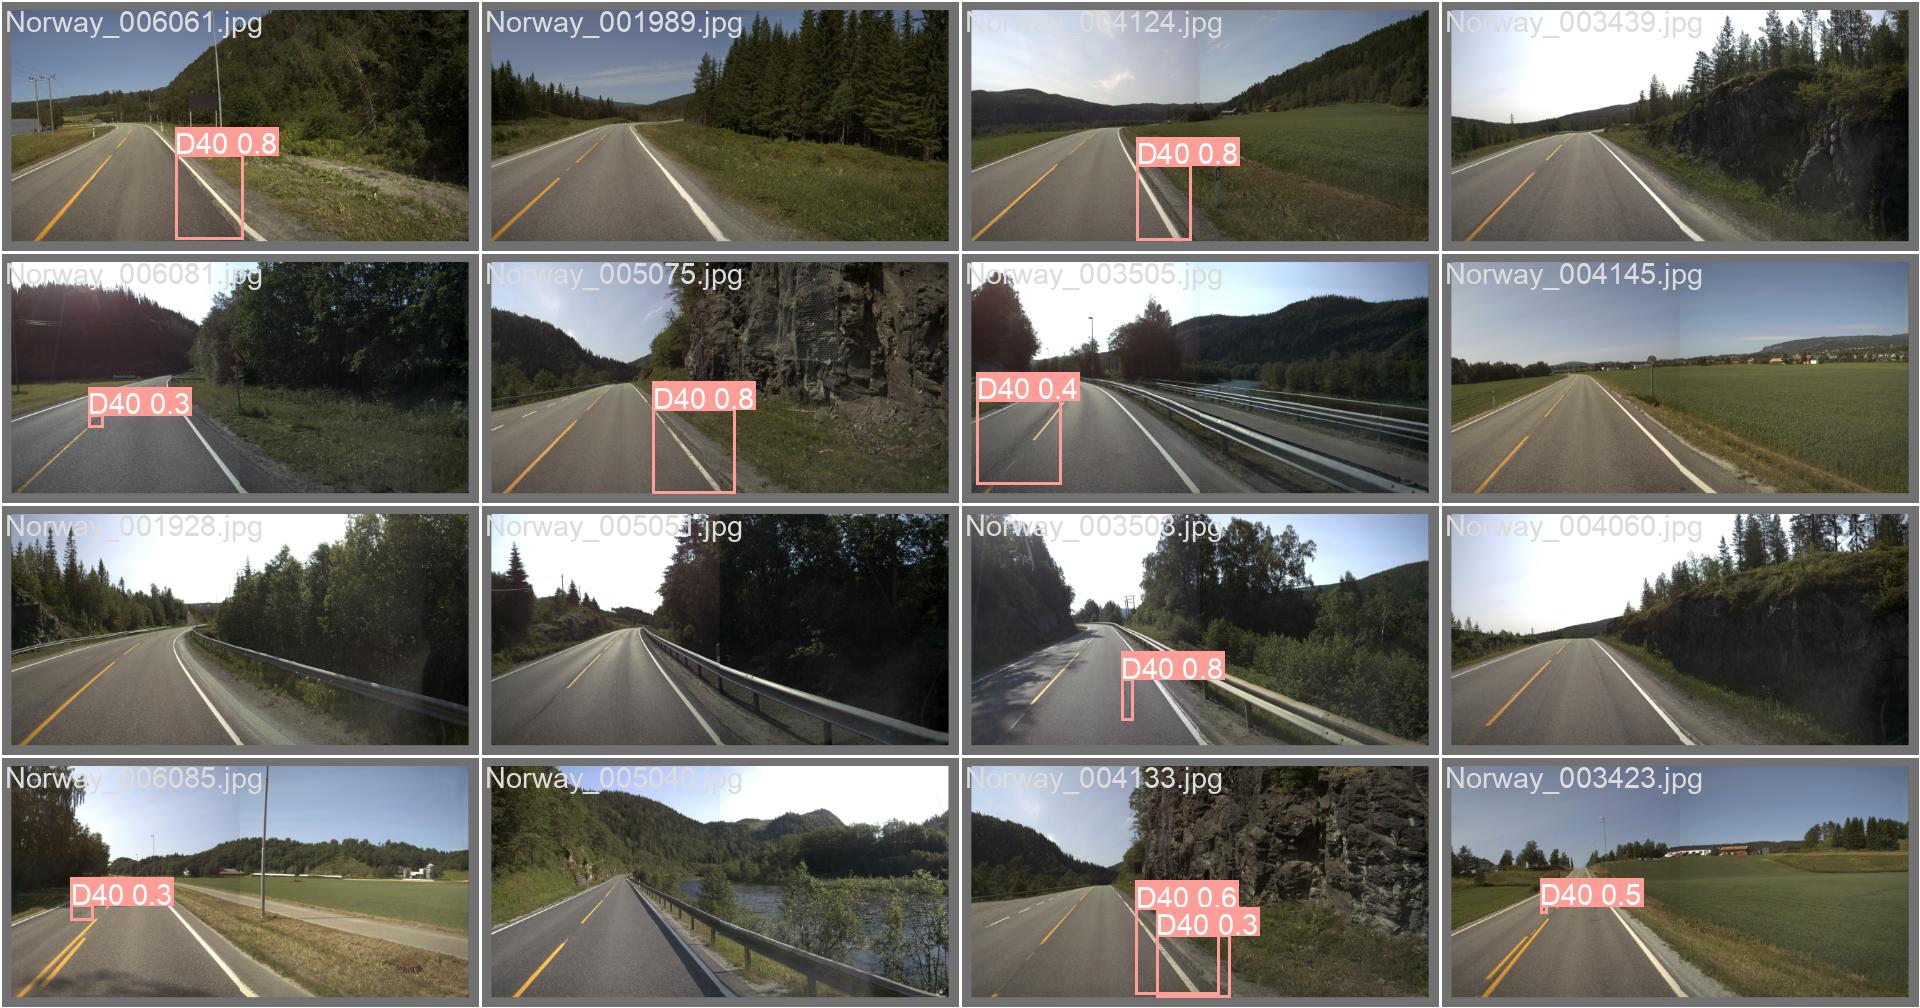 Norway_006061.jpg
Norway_001989.jpg
Norway_004124.jpg
Norway_003439.jpg
D40 0.8
D40 0.8
Norway_006081.jpg
Norway_005075.jpg
Norway_003505.jpg
Norway_004145.jpg
D40 0.3
D40 0.8
D40 0.4
Norway_001928.jpg
Norway_005051.jpg
Norway_003503.jpg
Norway_004060.jpg
D40 0.8
Norway_006085.jpg
Norway_005040.jpg
Norway_004133.jpg
Norway_003423.jpg
D40 0.3
D40 0.6
D40 0.3
D40 0.5